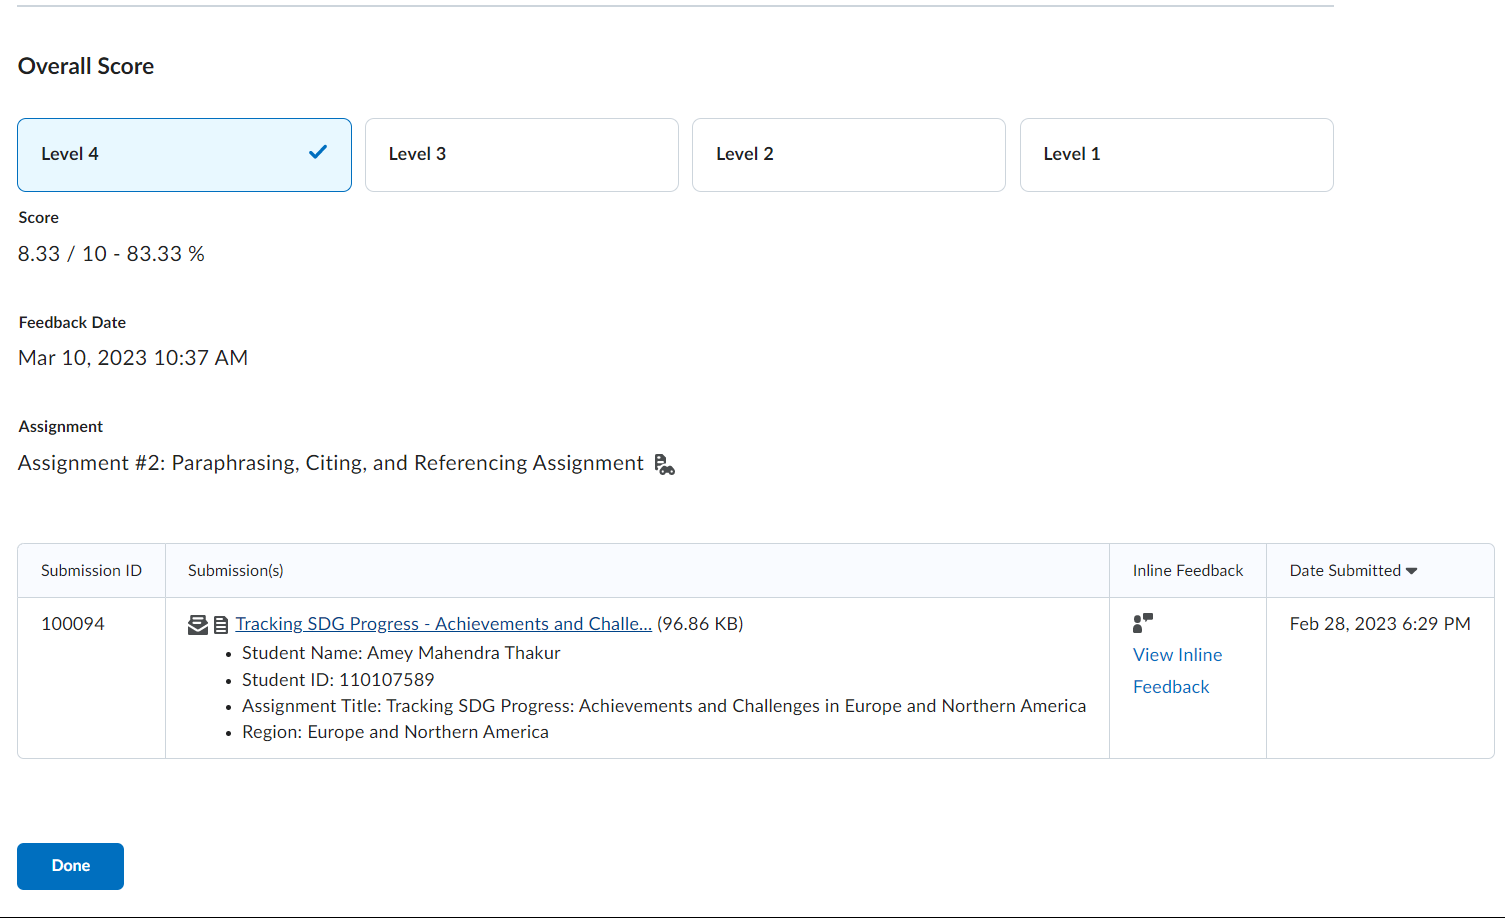 Overall Score
Level 4
Level 3
Level 2
Level 1
Score
8.33 / 10 - 83.33 %
Feedback Date
Mar 10, 2023 10:37 AM
Assignment
Assignment #2: Paraphrasing, Citing, and Referencing Assignment
Submission ID
Submission(s)
Inline Feedback
Date Submitted
100094
Tracking SDG Progress - Achievements and Challe... (96.86 KB)
• Student Name: Amey Mahendra Thakur
• Student ID: 110107589
• Assignment Title: Tracking SDG Progress: Achievements and Challenges in Europe and Northern America
• Region: Europe and Northern America
View Inline
Feedback
Feb 28, 2023 6:29 PM
Done